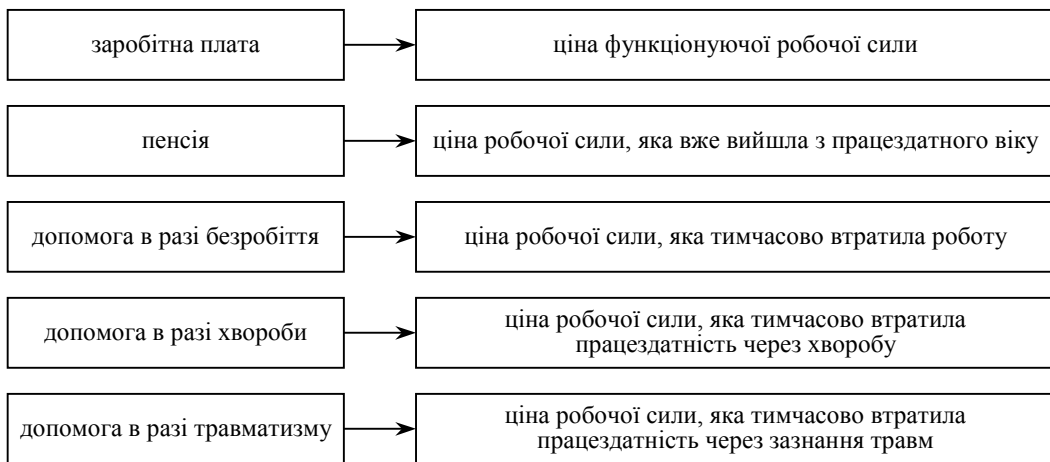 заробітна плата
ціна функціонуючої робочої сили
пенсія
ціна робочої сили, яка вже вийшла з працездатного віку
допомога в разі безробіття
ціна робочої сили, яка тимчасово втратила роботу
допомога в разі хвороби
ціна робочої сили, яка тимчасово втратила
працездатність через хворобу
допомога в разі травматизму
ціна робочої сили, яка тимчасово втратила
працездатність через зазнання травм